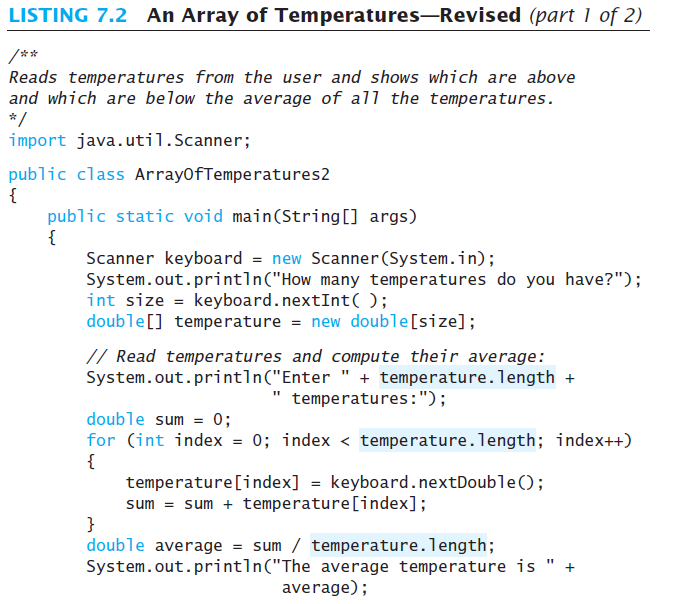 LISTING 7.2 An Array of Temperatures—Revised (part 1 of 2)
/**
Reads temperatures from the user and shows which are above
and which are below the average of all the temperatures.
*/
import java.util.Scanner;
public class ArrayOfTemperatures2
{
    public static void main(String[] args)
    {
        Scanner keyboard = new Scanner(System.in);
        System.out.println("How many temperatures do you have?");
        int size = keyboard.nextInt( );
        double[] temperature = new double[size];
        // Read temperatures and compute their average:
        System.out.println("Enter " + temperature.length +
                           " temperatures:");
        double sum = 0;
        for (int index = 0; index < temperature.length; index++)
        {
            temperature[index] = keyboard.nextDouble();
            sum = sum + temperature[index];
        }
        double average = sum / temperature.length;
        System.out.println("The average temperature is " +
                            average);